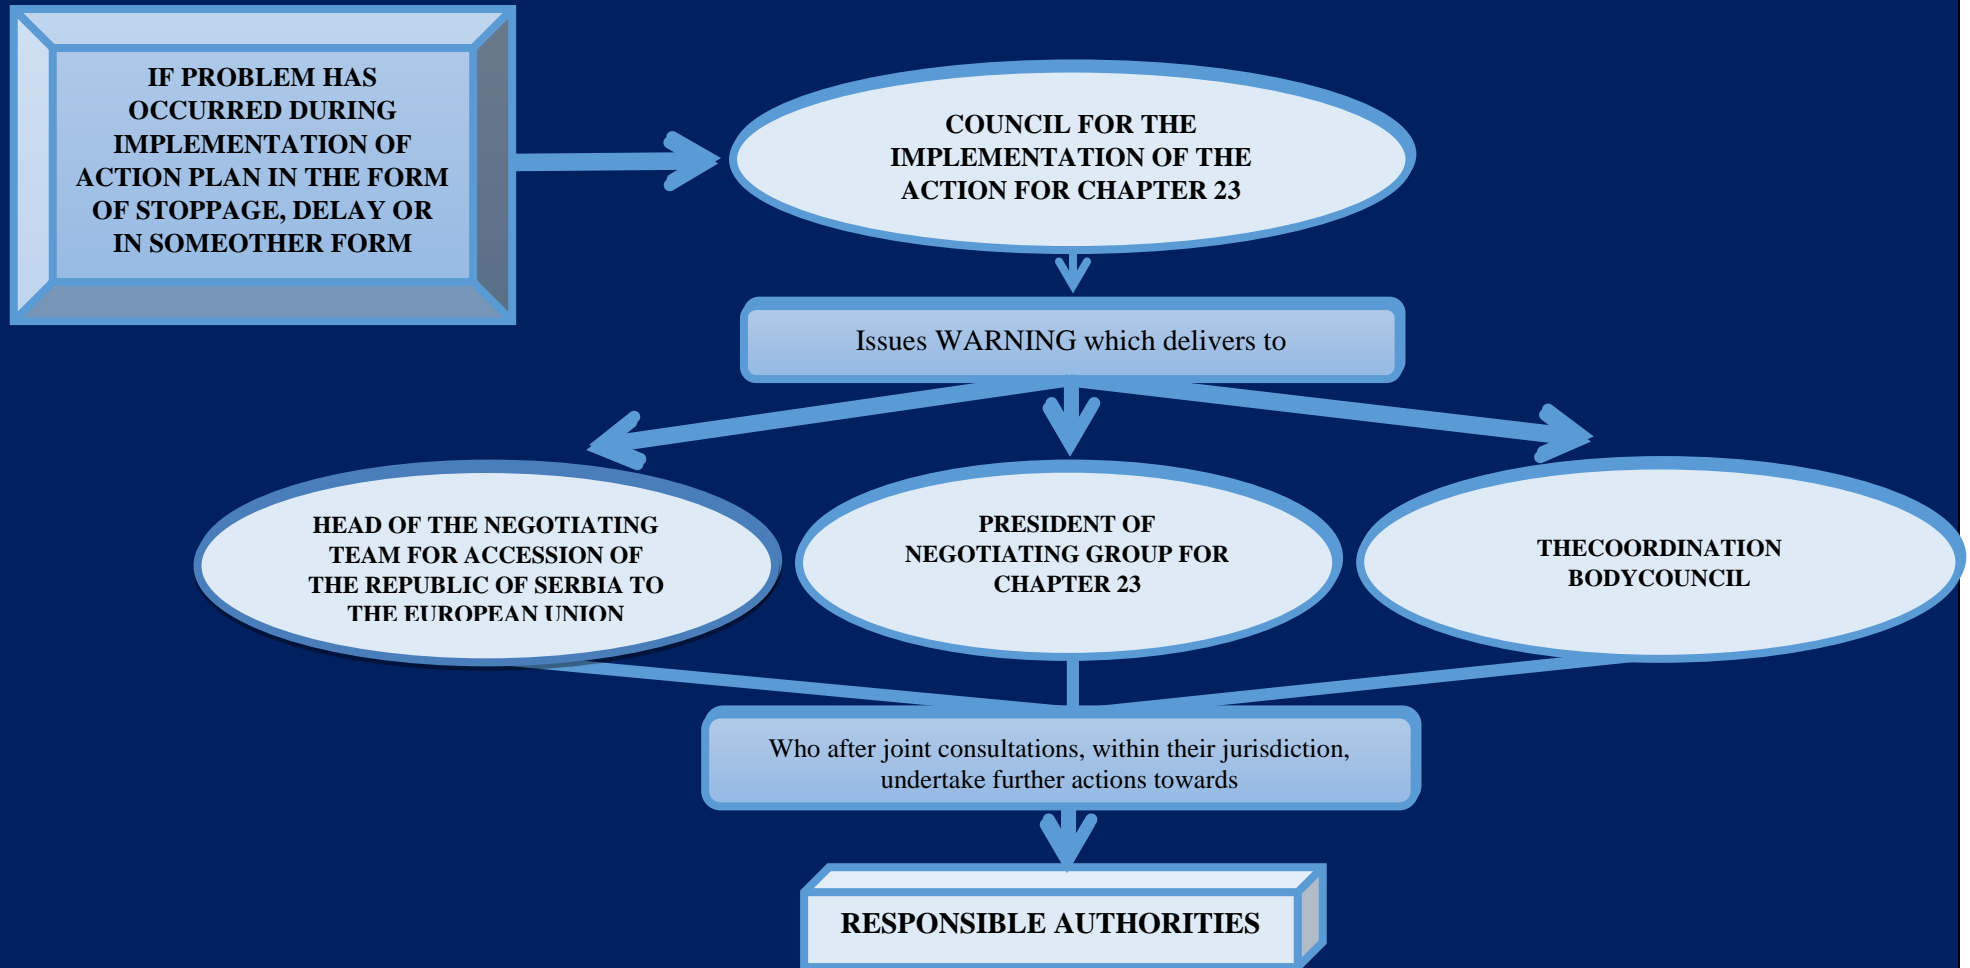 IF PROBLEM HAS
OCCURRED DURING
IMPLEMENTATION OF
ACTION PLAN IN THE FORM
OF STOPPAGE, DELAY OR
IN SOMEOTHER FORM
COUNCIL FOR THE
IMPLEMENTATION OF THE
ACTION FOR CHAPTER 23
Issues WARNING which delivers to
HEAD OF THE NEGOTIATING
TEAM FOR ACCESSION OF
THE REPUBLIC OF SERBIA TO
THE EUROPEAN UNION
PRESIDENT OF
NEGOTIATING GROUP FOR
CHAPTER 23
THECOORDINATION
BODYCOUNCIL
Who after joint consultations, within their jurisdiction,
undertake further actions towards
RESPONSIBLE AUTHORITIES